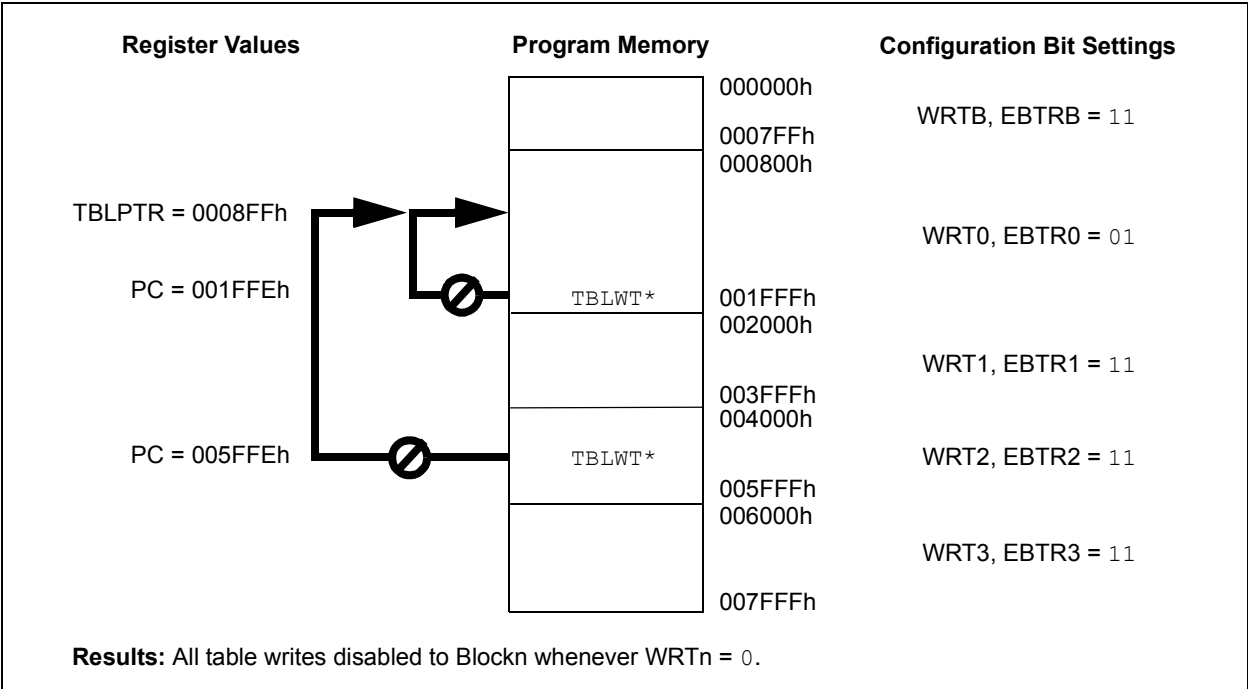 Register Values
Program Memory
Configuration Bit Settings
000000h
WRTB, EBTRB = 11
0007FFh
000800h
TBLPTR = 0008FFh
WRT0, EBTR0 = 01
PC = 001FFEh
TBLWT*
001FFFh
002000h
WRT1, EBTR1 = 11
003FFFh
004000h
PC = 005FFEh
TBLWT*
WRT2, EBTR2 = 11
005FFFh
006000h
WRT3, EBTR3 = 11
007FFFh
Results: All table writes disabled to Blockn whenever WRTn = 0.